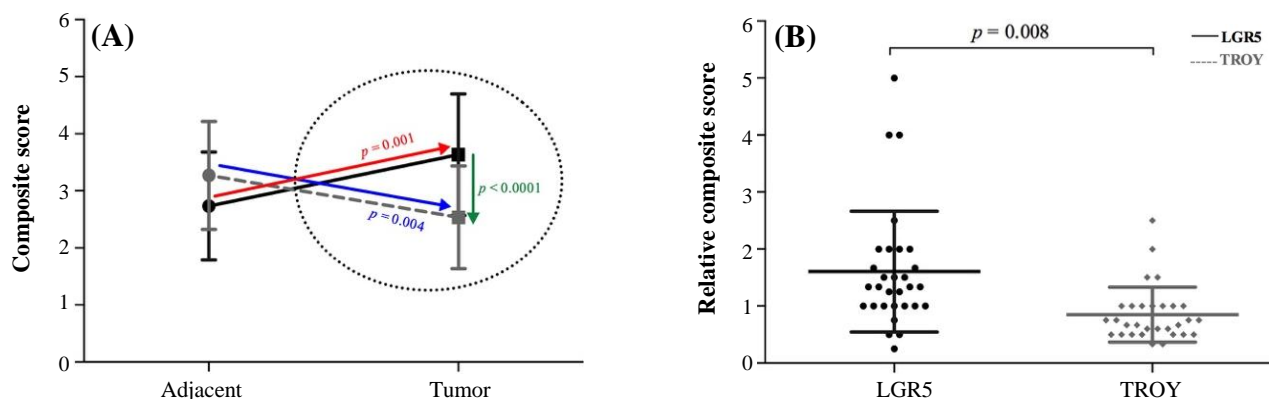 (A)
Composite score
6
5
4
3
2
1
0
p = 0.001
p < 0.0001
p = 0.004
Adjacent
Tumor
(B)
Relative composite score
6
5
4
3
2
1
0
p = 0.008
LGR5
TROY
LGR5
TROY